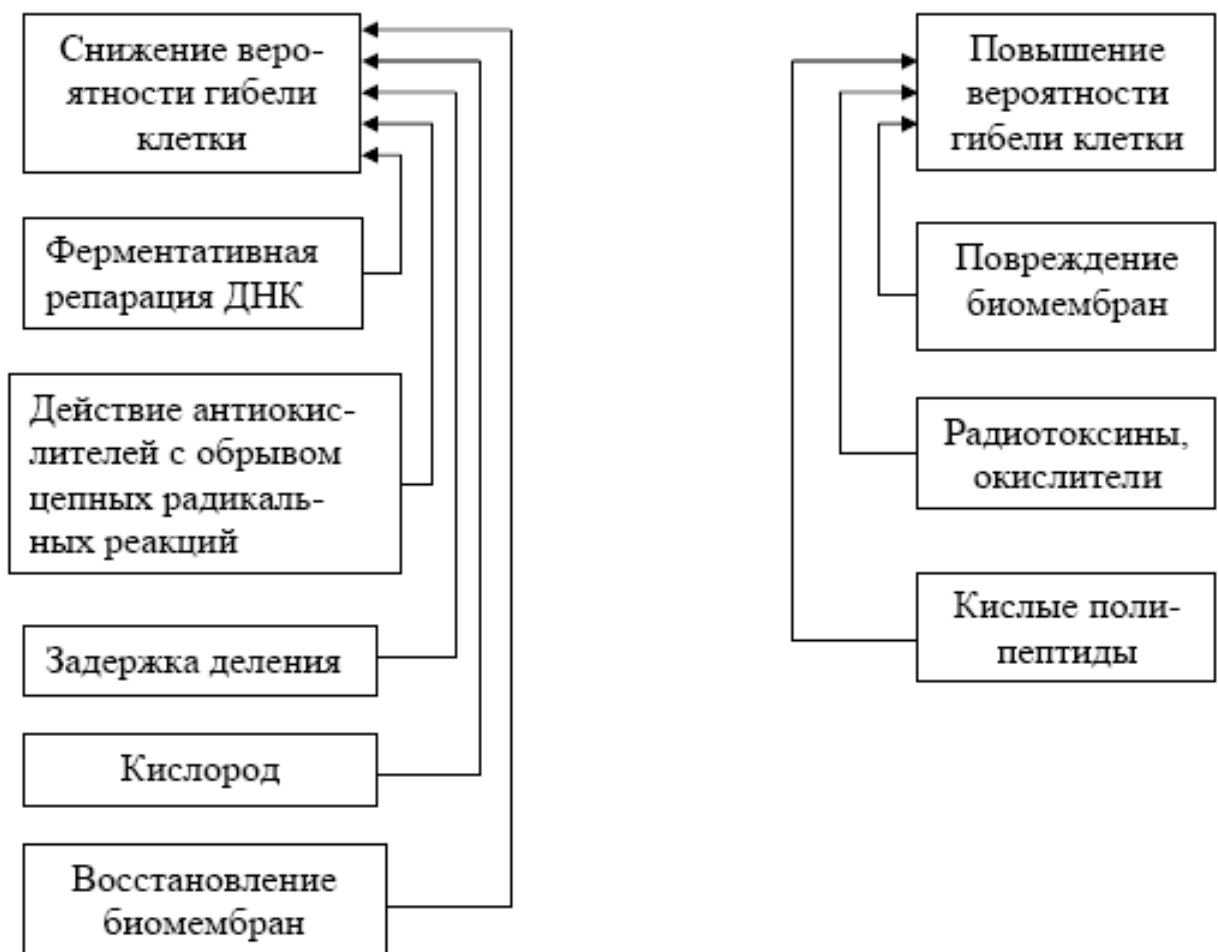 Снижение веро-
ятности гибели
клетки
Ферментативная
репарация ДНК
Действие антиокис-
лителей с обрывом
цепных радикаль-
ных реакций
Задержка деления
Кислород
Восстановление
биомембран
Повышение
вероятности
гибели клетки
Повреждение
биомембран
Радиотоксины,
окислители
Кислые поли-
пептиды